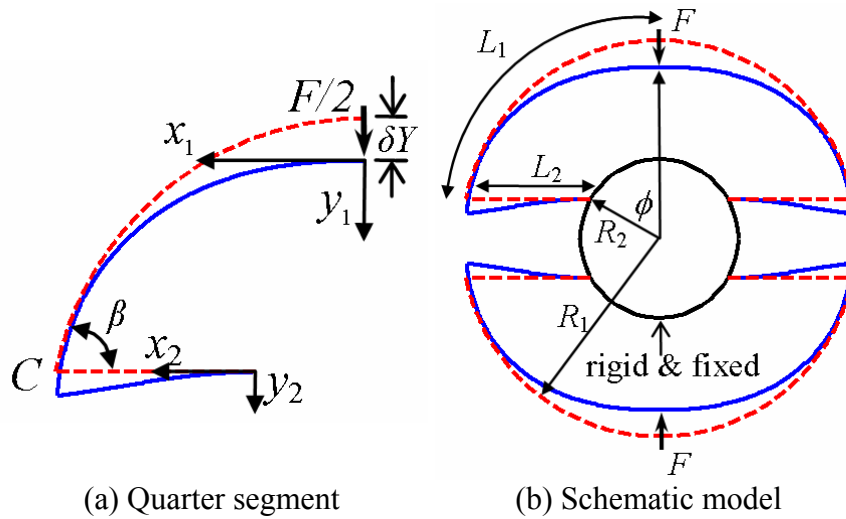 F/2
δY
x₁
y₁
β
C
x₂
y₂
(a) Quarter segment
F
L₁
L₂
ϕ
R₂
R₁
rigid & fixed
F
(b) Schematic model